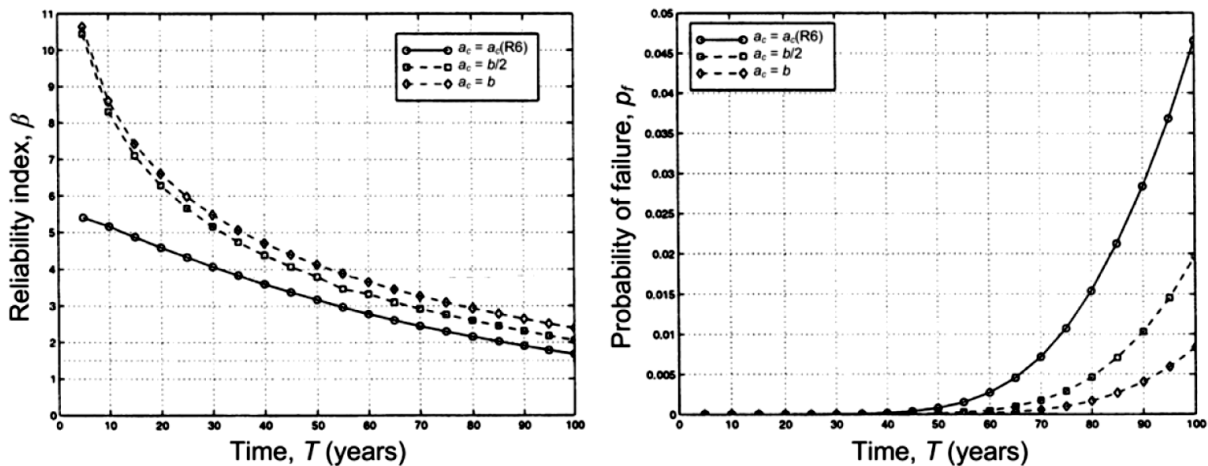 11
10
9
8
7
6
5
4
3
2
1
0
Reliability index, β
a_c = a_c(R6)
a_c = b/2
a_c = b
0 10 20 30 40 50 60 70 80 90 100
Time, T (years)
0.05
0.045
0.04
0.035
0.03
0.025
0.02
0.015
0.01
0.005
0
Probability of failure, p_f
a_c = a_c(R6)
a_c = b/2
a_c = b
0 10 20 30 40 50 60 70 80 90 100
Time, T (years)